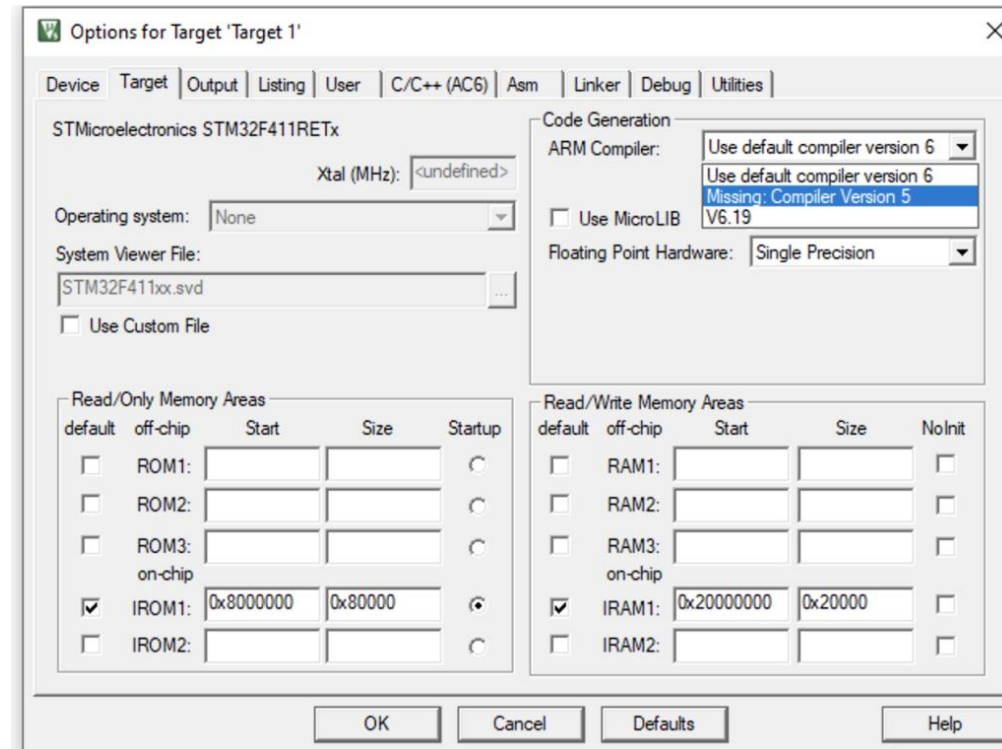 Options for Target 'Target 1'
Device Target Output Listing User C/C++ (AC6) Asm Linker Debug Utilities
STMicroelectronics STM32F411RETx
Xtal (MHz): <undefined>
Operating system: None
System Viewer File:
STM32F411xx.svd ...
Use Custom File
Code Generation
ARM Compiler: Use default compiler version 6
Use default compiler version 6
Missing: Compiler Version 5
V6.19
Use MicroLIB
Floating Point Hardware: Single Precision
Read/Only Memory Areas
default off-chip Start Size Startup
ROM1:
ROM2:
ROM3:
on-chip
IROM1: 0x8000000 0x80000
IROM2:
Read/Write Memory Areas
default off-chip Start Size NoInit
RAM1:
RAM2:
RAM3:
on-chip
IRAM1: 0x20000000 0x20000
IRAM2:
OK Cancel Defaults Help